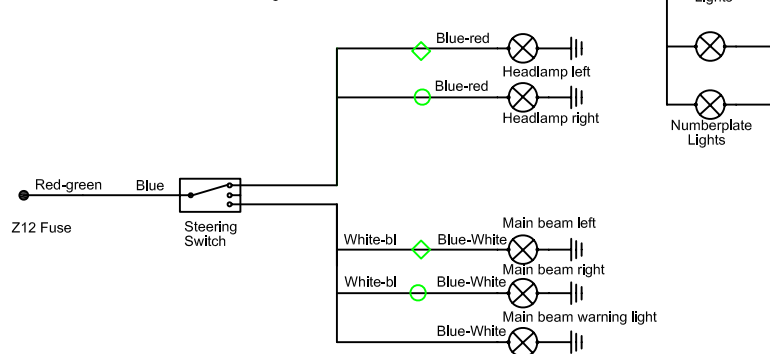 Lights
Blue-red
Headlamp left
Blue-red
Headlamp right
Numberplate
Lights
Red-green
Blue
Z12 Fuse
Steering
Switch
Main beam left
White-bl
Blue-White
Main beam right
White-bl
Blue-White
Main beam warning light
Blue-White